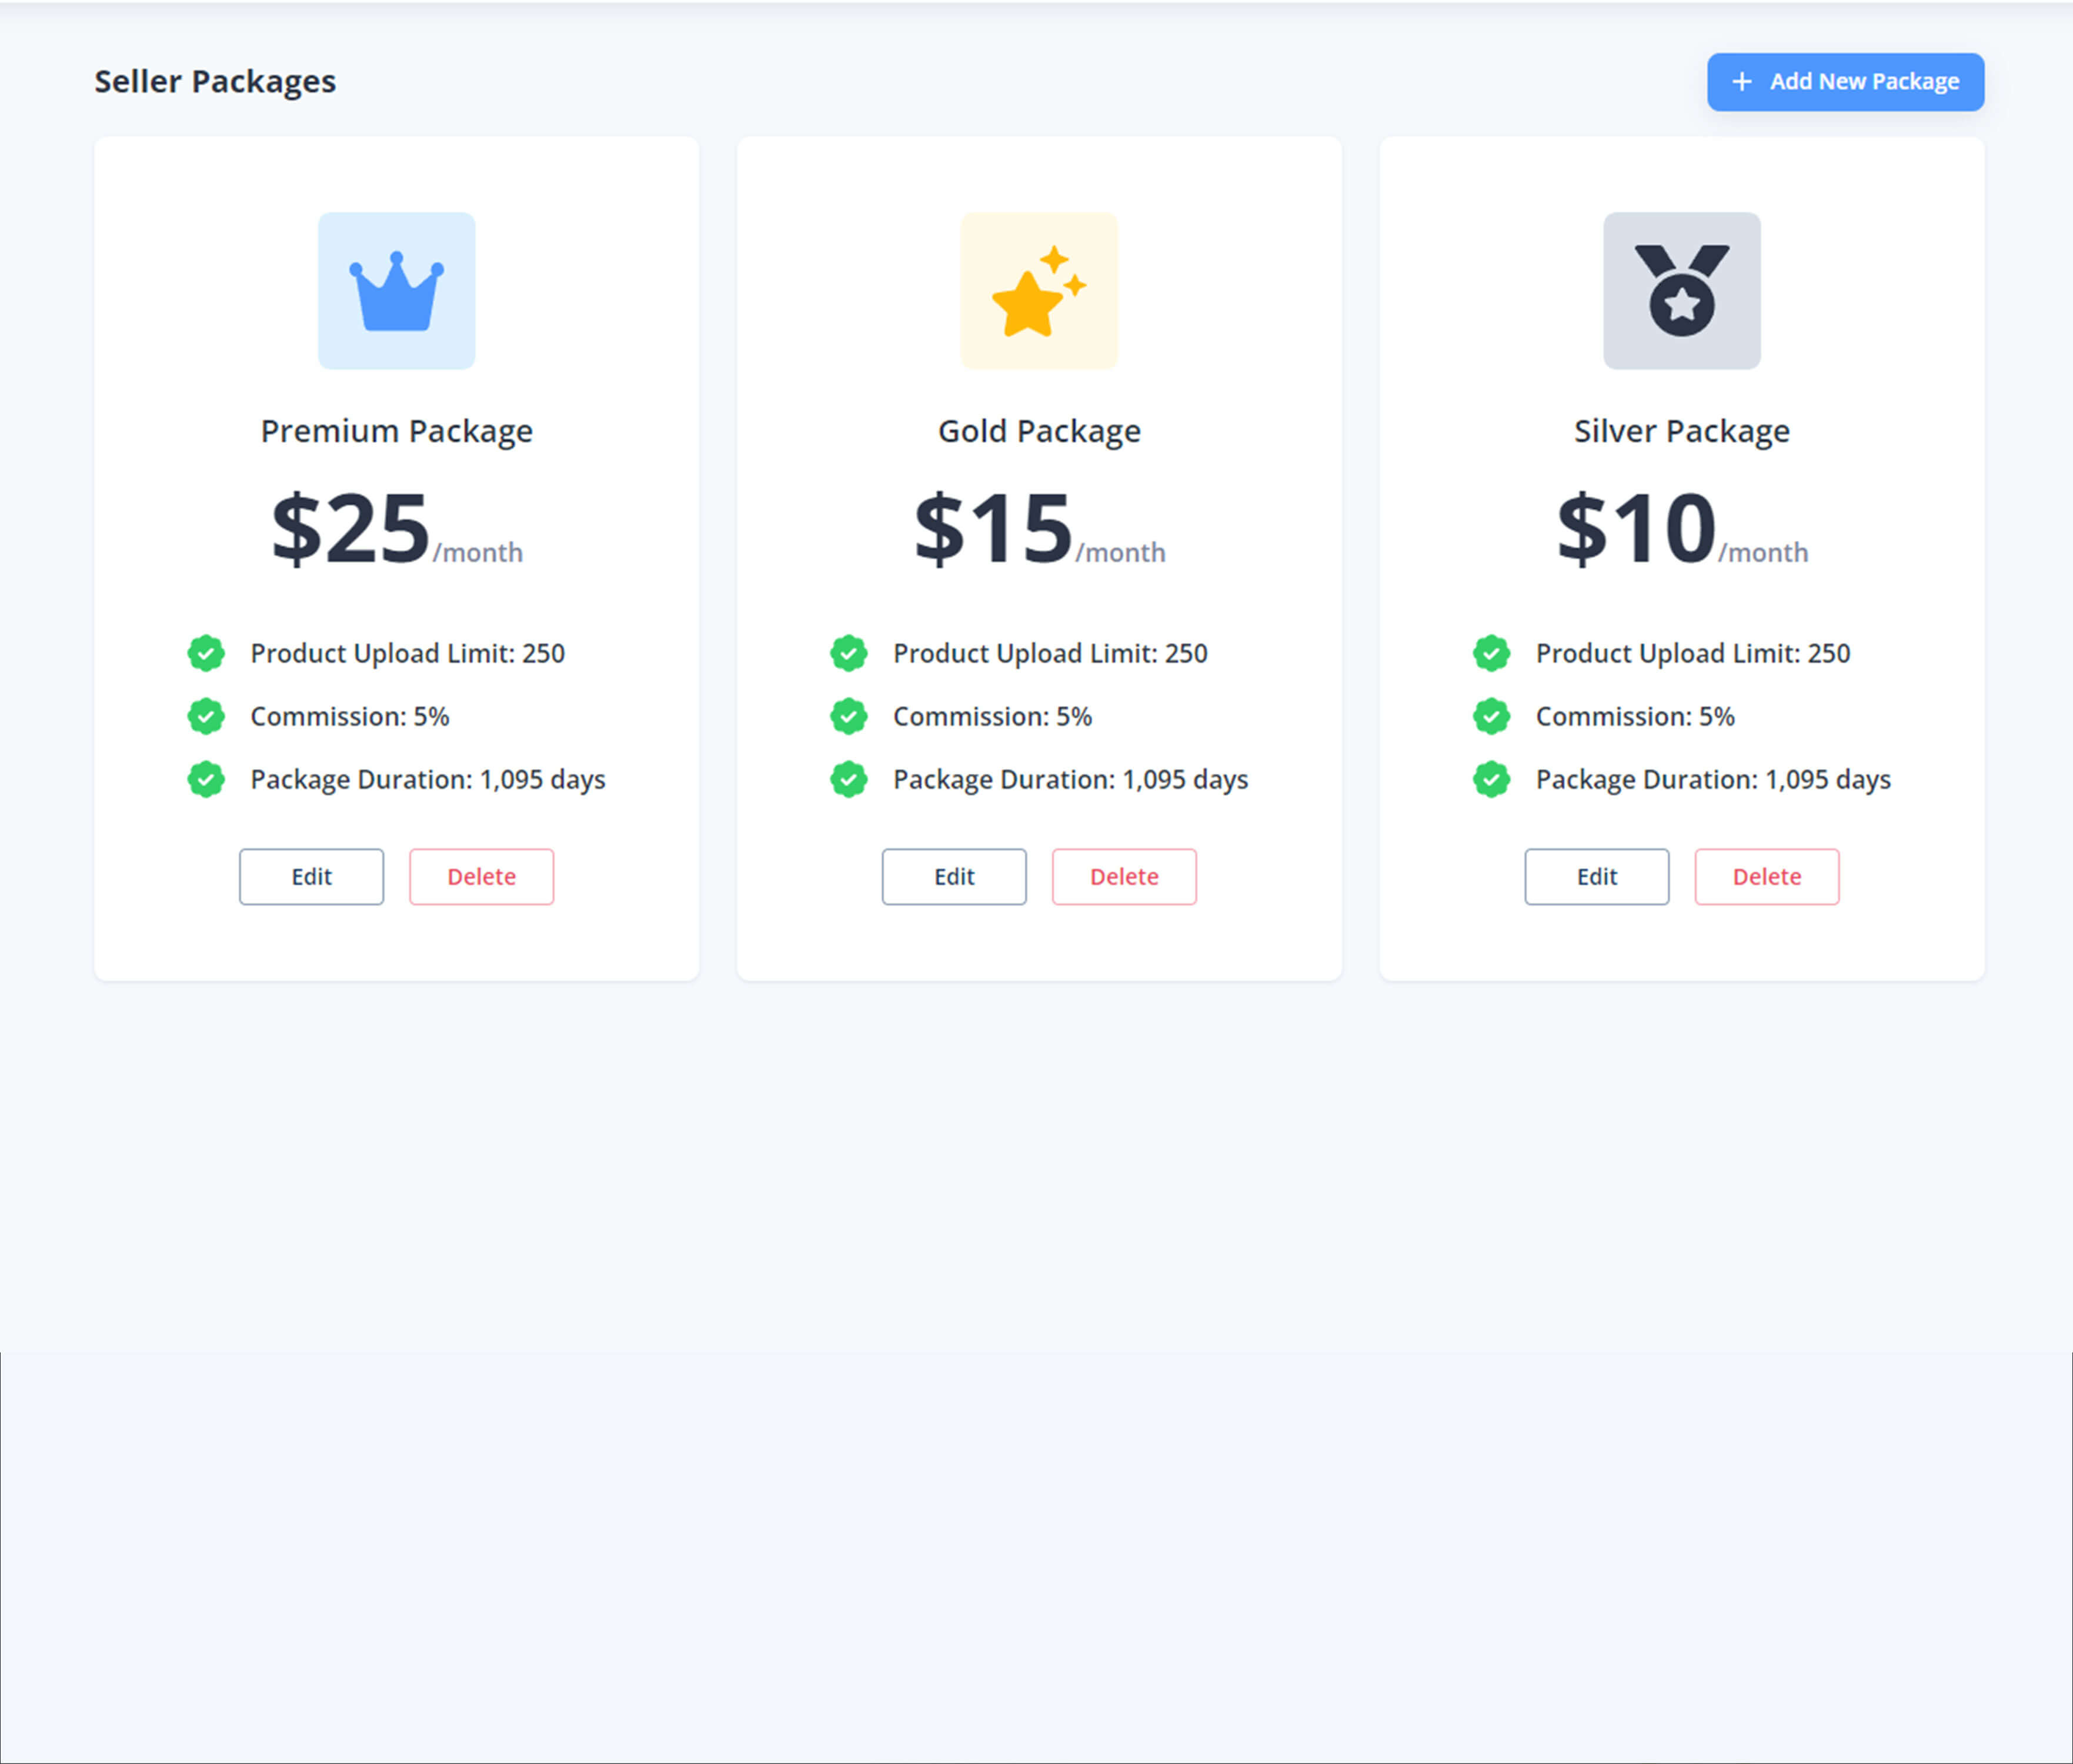 Seller Packages
+ Add New Package
Premium Package
$25/month
Product Upload Limit: 250
Commission: 5%
Package Duration: 1,095 days
Edit
Delete
Gold Package
$15/month
Product Upload Limit: 250
Commission: 5%
Package Duration: 1,095 days
Edit
Delete
Silver Package
$10/month
Product Upload Limit: 250
Commission: 5%
Package Duration: 1,095 days
Edit
Delete